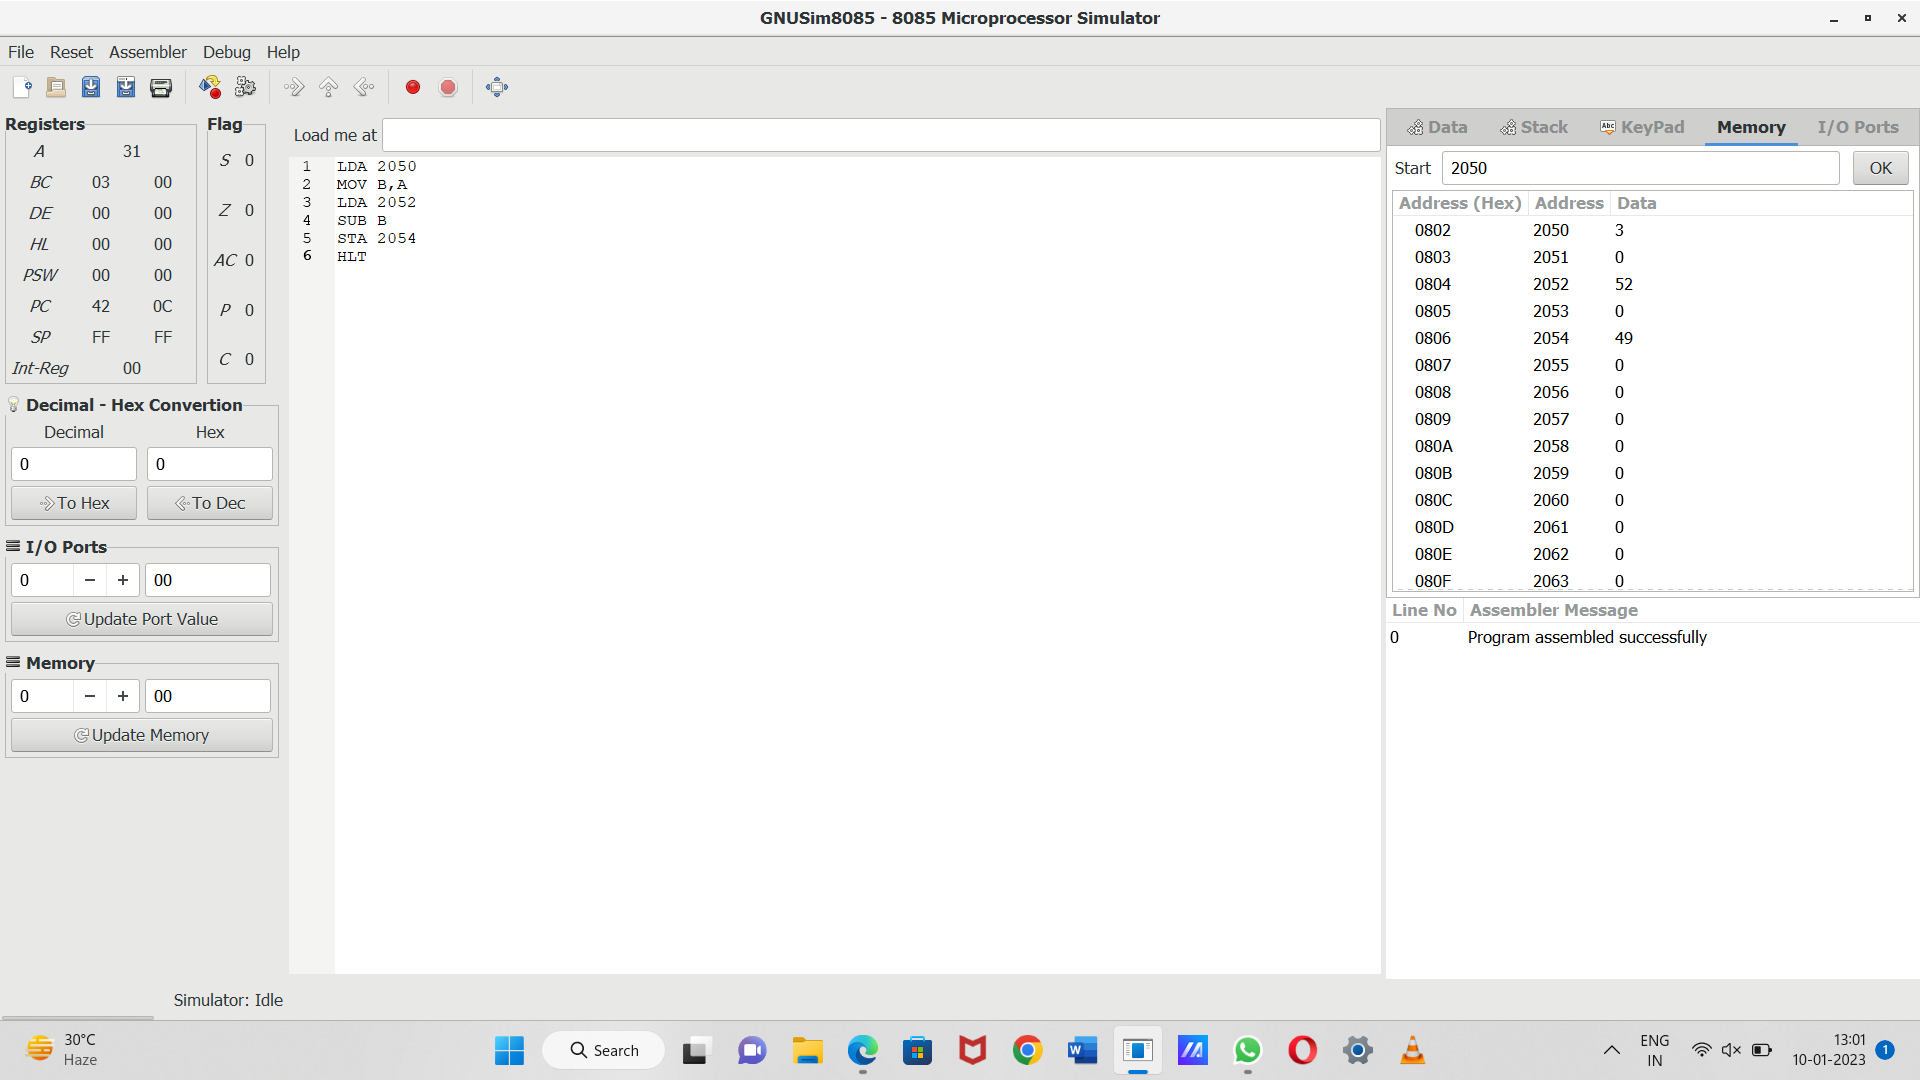 GNUSim8085 - 8085 Microprocessor Simulator
File Reset Assembler Debug Help
Registers
A 31
BC 03 00
DE 00 00
HL 00 00
PSW 00 00
PC 42 0C
SP FF FF
Int-Reg 00
Flag
S 0
Z 0
AC 0
P 0
C 0
Decimal - Hex Convertion
Decimal Hex
0 0
To Hex To Dec
I/O Ports
0 − + 00
Update Port Value
Memory
0 − + 00
Update Memory
Load me at
1 LDA 2050
2 MOV B,A
3 LDA 2052
4 SUB B
5 STA 2054
6 HLT
Data Stack Abc KeyPad Memory I/O Ports
Start 2050 OK
Address (Hex) Address Data
0802 2050 3
0803 2051 0
0804 2052 52
0805 2053 0
0806 2054 49
0807 2055 0
0808 2056 0
0809 2057 0
080A 2058 0
080B 2059 0
080C 2060 0
080D 2061 0
080E 2062 0
080F 2063 0
Line No Assembler Message
0 Program assembled successfully
Simulator: Idle
30°C
Haze
Search
ENG
IN
13:01
10-01-2023
1